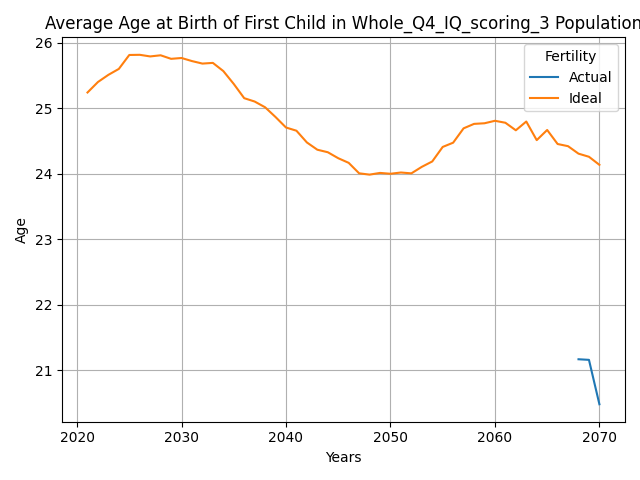 Average Age at Birth of First Child in Whole_Q4_IQ_scoring_3 Population
Fertility
Actual
Ideal
Age
26
25
24
23
22
21
2020 2030 2040 2050 2060 2070
Years